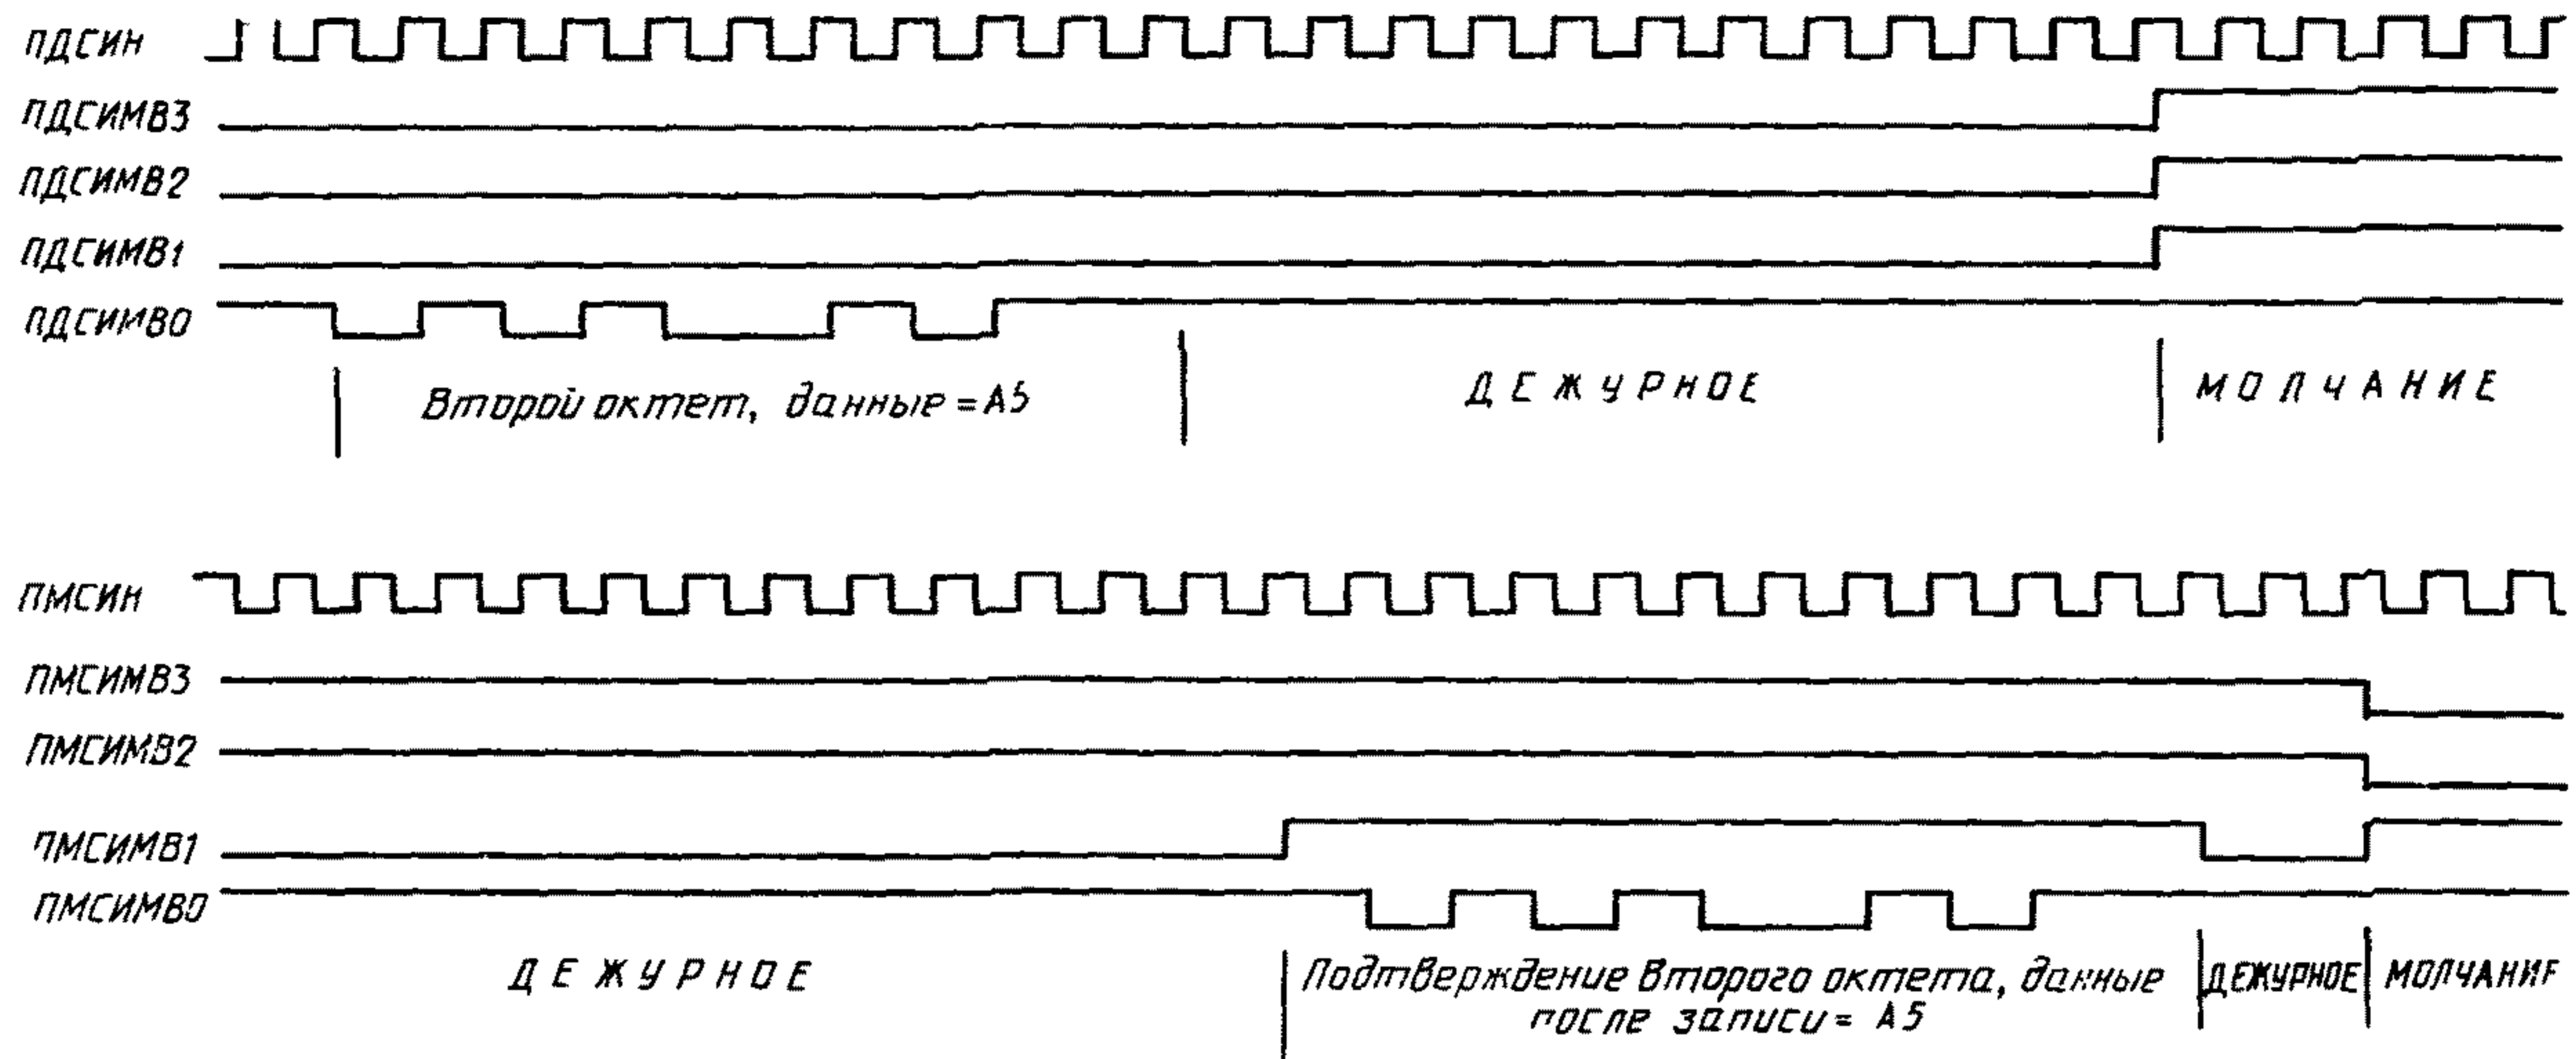 ПДСИН
ПДСИМВ3
ПДСИМВ2
ПДСИМВ1
ПДСИМВ0
Второй октет, данные = А5
ДЕЖУРНОЕ
МОЛЧАНИЕ
ПМСИН
ПМСИМВ3
ПМСИМВ2
ПМСИМВ1
ПМСИМВ0
ДЕЖУРНОЕ
Подтверждение второго октета, данные
после записи = А5
ДЕЖУРНОЕ
МОЛЧАНИЕ